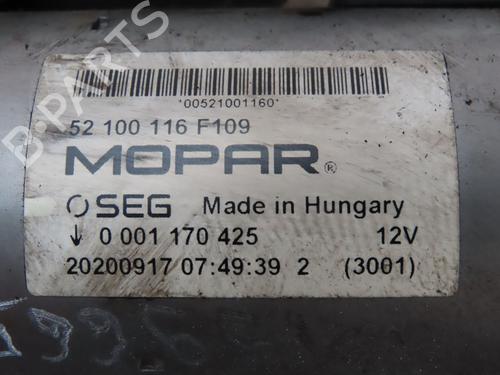 *00521001160*
52 100 116 F109
MOPAR®
SEG Made in Hungary
↓ 0 001 170 425 12V
20200917 07:49:39 2 (3001)
B-PARTS